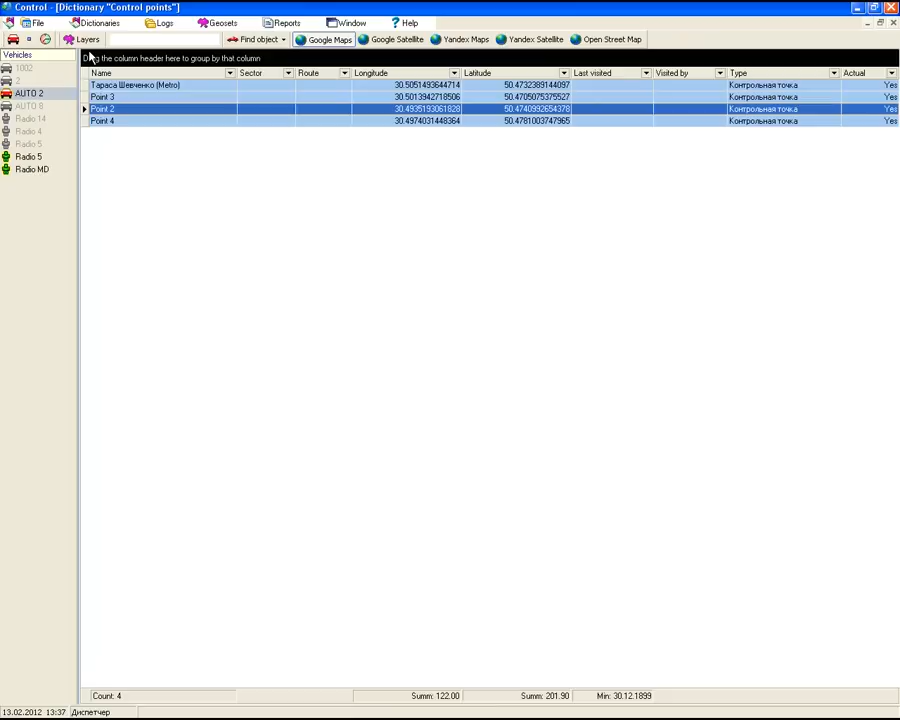 Control - [Dictionary "Control points"]
File Dictionaries Logs Geosets Reports Window Help
Layers Find object Google Maps Google Satellite Yandex Maps Yandex Satellite Open Street Map
Vehicles
1002
2
AUTO 2
AUTO 8
Radio 14
Radio 4
Radio 5
Radio 5
Radio MD
the column header here to group by that column
Name Sector Route Longitude Latitude Last visited Visited by Type Actual
Тараса Шевченко (Metro) 30.5051493644714 50.4732389144097 Контрольная точка Yes
Point 3 30.5013942718506 50.4705075375527 Контрольная точка Yes
Point 2 30.4935193061828 50.4740992654378 Контрольная точка Yes
Point 4 30.4974031448364 50.4781003747965 Контрольная точка Yes
Count: 4 Summ: 122.00 Summ: 201.90 Min: 30.12.1899
13.02.2012 13:37 Диспетчер